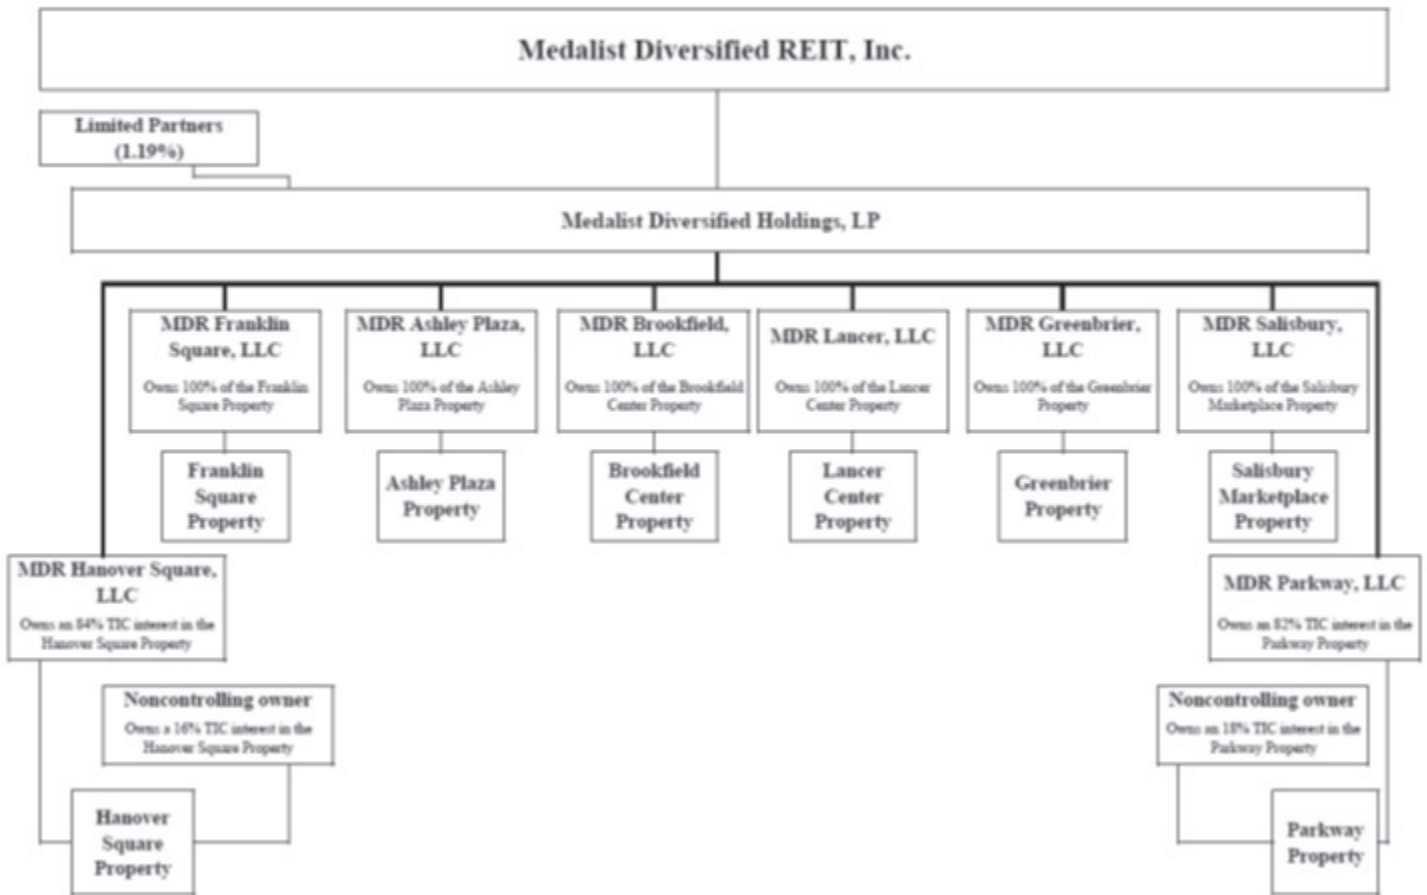 Medalist Diversified REIT, Inc.
Limited Partners
(1.19%)
Medalist Diversified Holdings, LP
MDR Franklin
Square, LLC
Owns 100% of the Franklin
Square Property
MDR Ashley Plaza,
LLC
Owns 100% of the Ashley
Plaza Property
MDR Brookfield,
LLC
Owns 100% of the Brookfield
Center Property
MDR Lancer, LLC
Owns 100% of the Lancer
Center Property
MDR Greenbrier,
LLC
Owns 100% of the Greenbrier
Property
MDR Salisbury,
LLC
Owns 100% of the Salisbury
Marketplace Property
Franklin
Square
Property
Ashley Plaza
Property
Brookfield
Center
Property
Lancer
Center
Property
Greenbrier
Property
Salisbury
Marketplace
Property
MDR Hanover Square,
LLC
Owns an 84% TIC interest in the
Hanover Square Property
MDR Parkway, LLC
Owns an 82% TIC interest in the
Parkway Property
Noncontrolling owner
Owns a 16% TIC interest in the
Hanover Square Property
Noncontrolling owner
Owns an 18% TIC interest in the
Parkway Property
Hanover
Square
Property
Parkway
Property